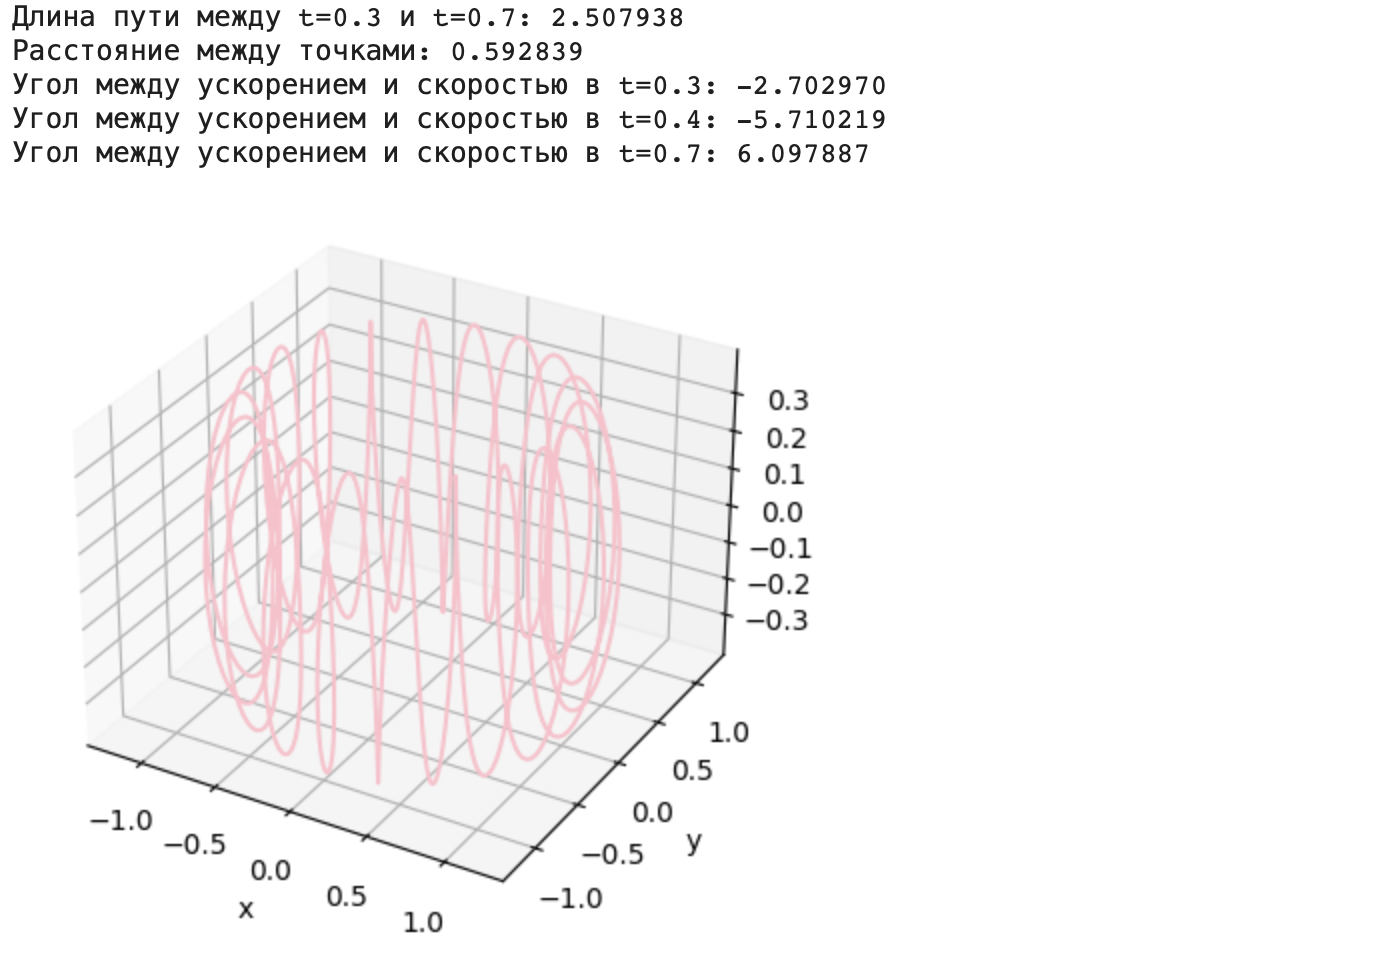 Длина пути между t=0.3 и t=0.7: 2.507938
Расстояние между точками: 0.592839
Угол между ускорением и скоростью в t=0.3: -2.702970
Угол между ускорением и скоростью в t=0.4: -5.710219
Угол между ускорением и скоростью в t=0.7: 6.097887
0.3
0.2
0.1
0.0
−0.1
−0.2
−0.3
1.0
0.5
0.0
−0.5
−1.0
y
−1.0
−0.5
0.0
0.5
1.0
x